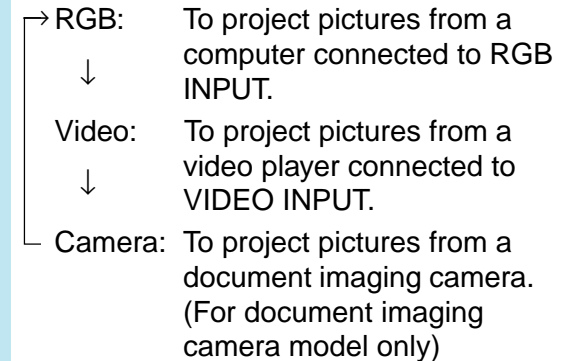 → RGB: To project pictures from a
↓ computer connected to RGB
INPUT.
Video: To project pictures from a
↓ video player connected to
VIDEO INPUT.
Camera: To project pictures from a
document imaging camera.
(For document imaging
camera model only)